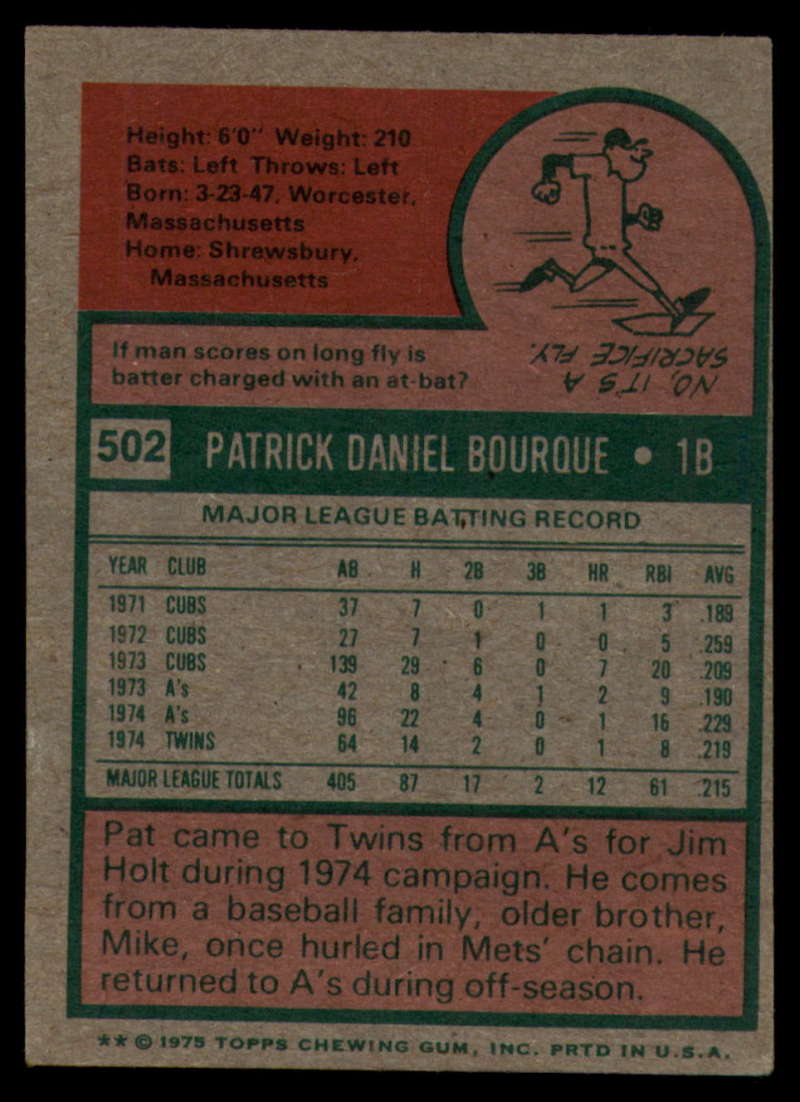 Height: 6'0" Weight: 210
Bats: Left Throws: Left
Born: 3-23-47, Worcester,
Massachusetts
Home: Shrewsbury,
Massachusetts
If man scores on long fly is
batter charged with an at-bat?
NO, IT'S A
SACRIFICE FLY.
502 PATRICK DANIEL BOURQUE • 1B
MAJOR LEAGUE BATTING RECORD
YEAR CLUB AB H 2B 3B HR RBI AVG
1971 CUBS 37 7 0 1 1 3 .189
1972 CUBS 27 7 1 0 0 5 .259
1973 CUBS 139 29 6 0 7 20 .209
1973 A's 42 8 4 1 2 9 .190
1974 A's 96 22 4 0 1 16 .229
1974 TWINS 64 14 2 0 1 8 .219
MAJOR LEAGUE TOTALS 405 87 17 2 12 61 .215
Pat came to Twins from A's for Jim
Holt during 1974 campaign. He comes
from a baseball family, older brother,
Mike, once hurled in Mets' chain. He
returned to A's during off-season.
** © 1975 TOPPS CHEWING GUM, INC. PRTD IN U.S.A.